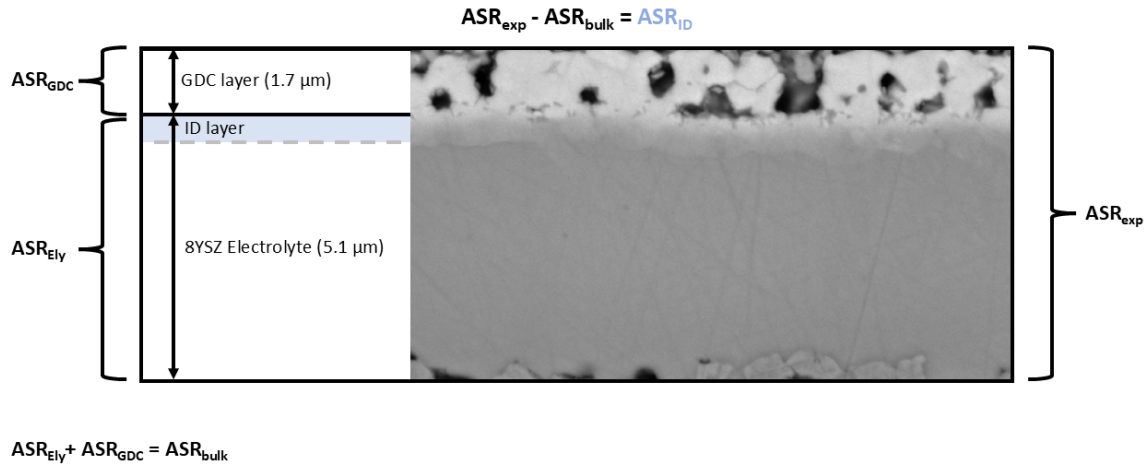 ASRexp - ASRbulk = ASRID
ASRGDC
GDC layer (1.7 µm)
ID layer
ASREly
8YSZ Electrolyte (5.1 µm)
ASRexp
ASREly+ ASRGDC = ASRbulk